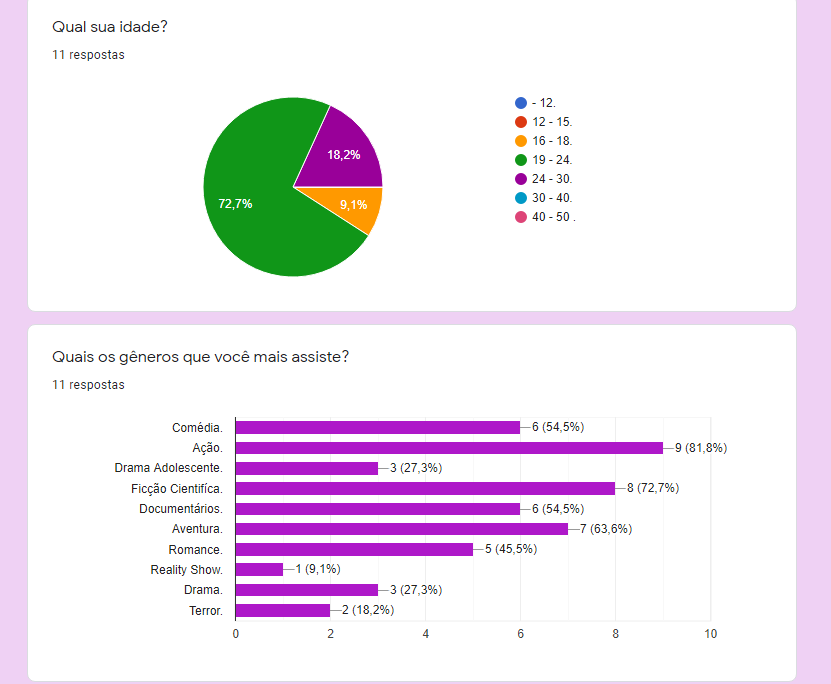 Qual sua idade?
11 respostas
- 12.
12 - 15.
16 - 18.
19 - 24.
24 - 30.
30 - 40.
40 - 50 .
18,2%
72,7%
9,1%
Quais os gêneros que você mais assiste?
11 respostas
Comédia. 6 (54,5%)
Ação. 9 (81,8%)
Drama Adolescente. 3 (27,3%)
Ficção Científica. 8 (72,7%)
Documentários. 6 (54,5%)
Aventura. 7 (63,6%)
Romance. 5 (45,5%)
Reality Show. 1 (9,1%)
Drama. 3 (27,3%)
Terror. 2 (18,2%)
0 2 4 6 8 10